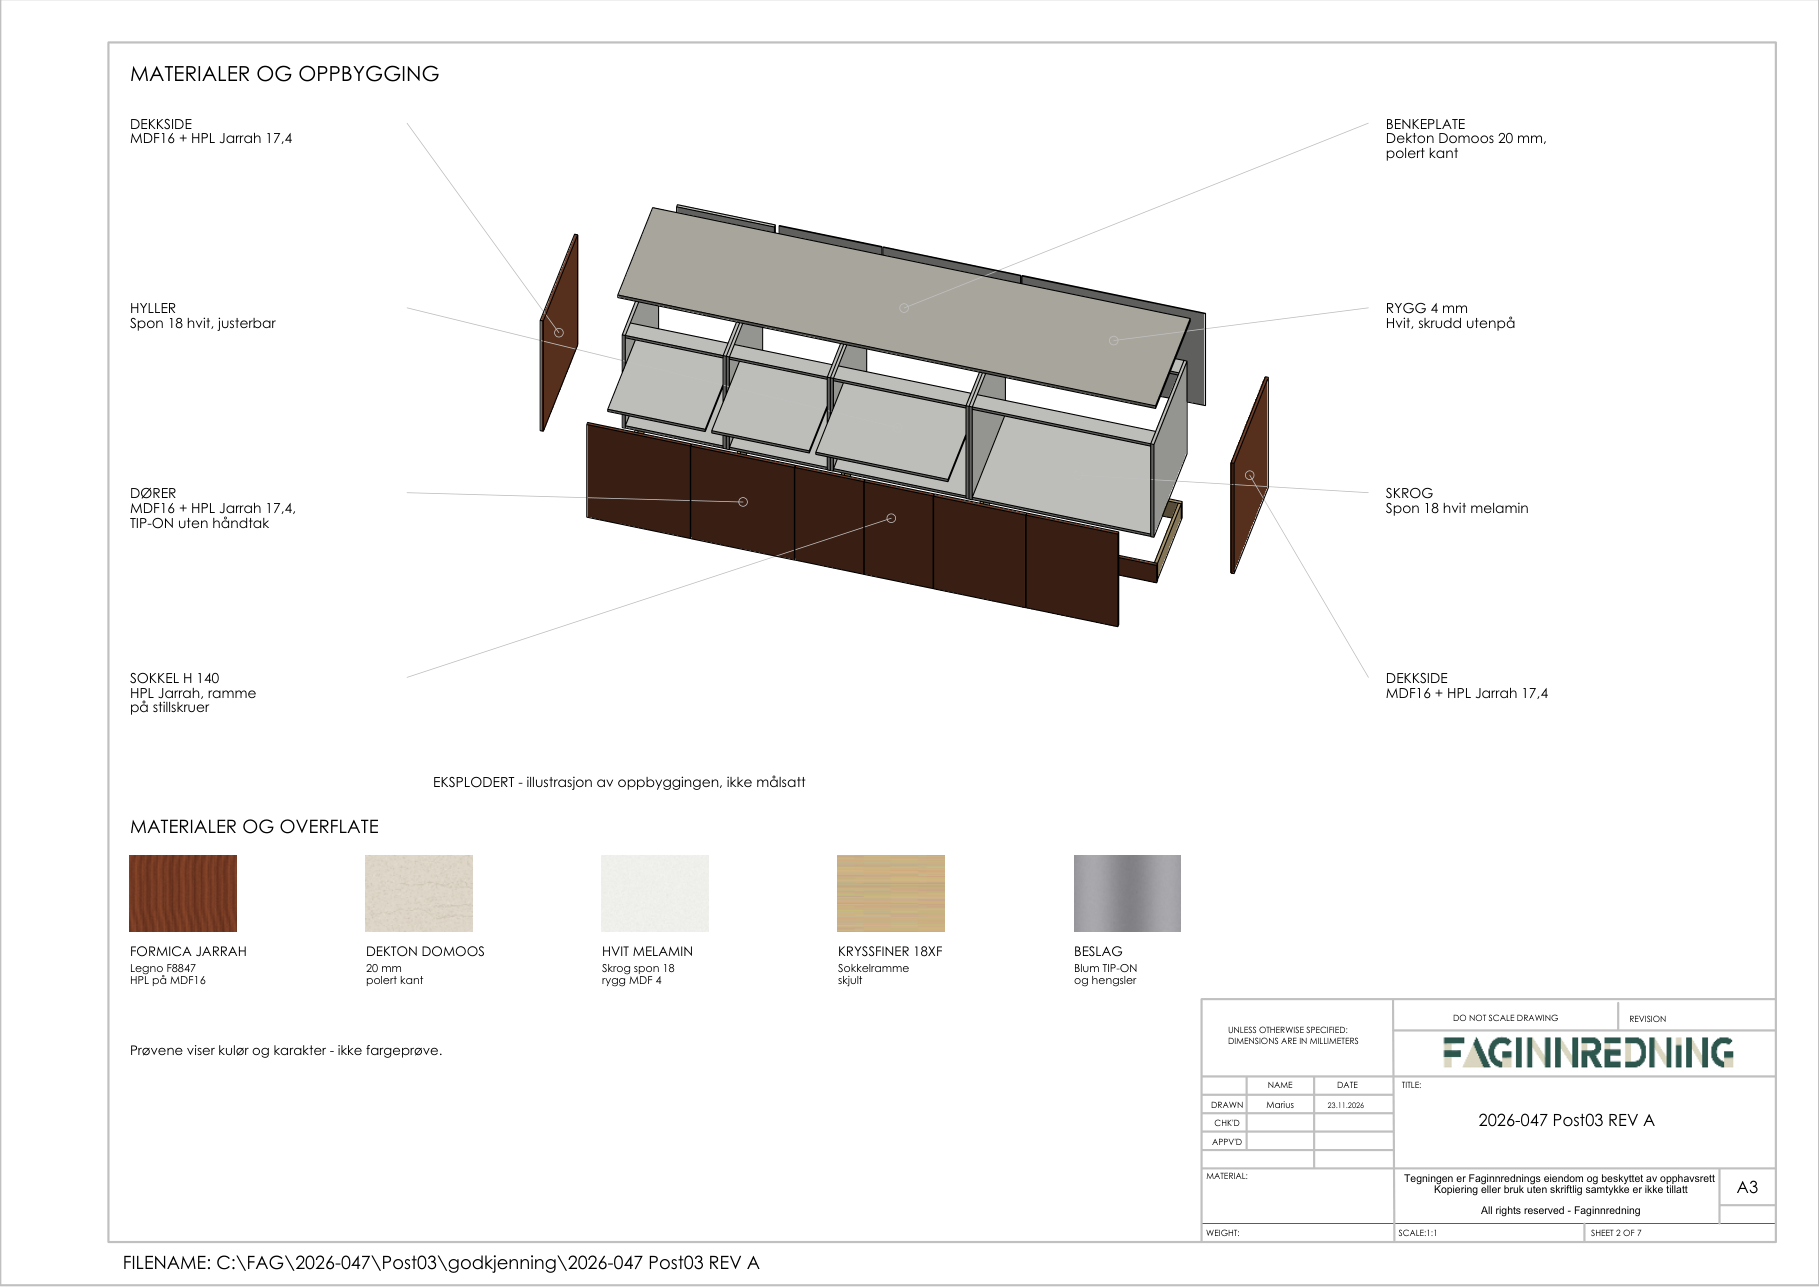 MATERIALER OG OPPBYGGING
DEKKSIDE
MDF16 + HPL Jarrah 17,4
BENKEPLATE
Dekton Domoos 20 mm,
polert kant
HYLLER
Spon 18 hvit, justerbar
RYGG 4 mm
Hvit, skrudd utenpå
DØRER
MDF16 + HPL Jarrah 17,4,
TIP-ON uten håndtak
SKROG
Spon 18 hvit melamin
SOKKEL H 140
HPL Jarrah, ramme
på stillskruer
DEKKSIDE
MDF16 + HPL Jarrah 17,4
EKSPLODERT - illustrasjon av oppbyggingen, ikke målsatt
MATERIALER OG OVERFLATE
FORMICA JARRAH
Legno F8847
HPL på MDF16
DEKTON DOMOOS
20 mm
polert kant
HVIT MELAMIN
Skrog spon 18
rygg MDF 4
KRYSSFINER 18XF
Sokkelramme
skjult
BESLAG
Blum TIP-ON
og hengsler
Prøvene viser kulør og karakter - ikke fargeprøve.
UNLESS OTHERWISE SPECIFIED:
DIMENSIONS ARE IN MILLIMETERS
DO NOT SCALE DRAWING
REVISION
FAGINNREDNING
NAME DATE
DRAWN Marius 23.11.2026
CHK'D
APPV'D
TITLE:
2026-047 Post03 REV A
MATERIAL:
Tegningen er Faginnrednings eiendom og beskyttet av opphavsrett
Kopiering eller bruk uten skriftlig samtykke er ikke tillatt
All rights reserved - Faginnredning
A3
WEIGHT:
SCALE:1:1
SHEET 2 OF 7
FILENAME: C:\FAG\2026-047\Post03\godkjenning\2026-047 Post03 REV A